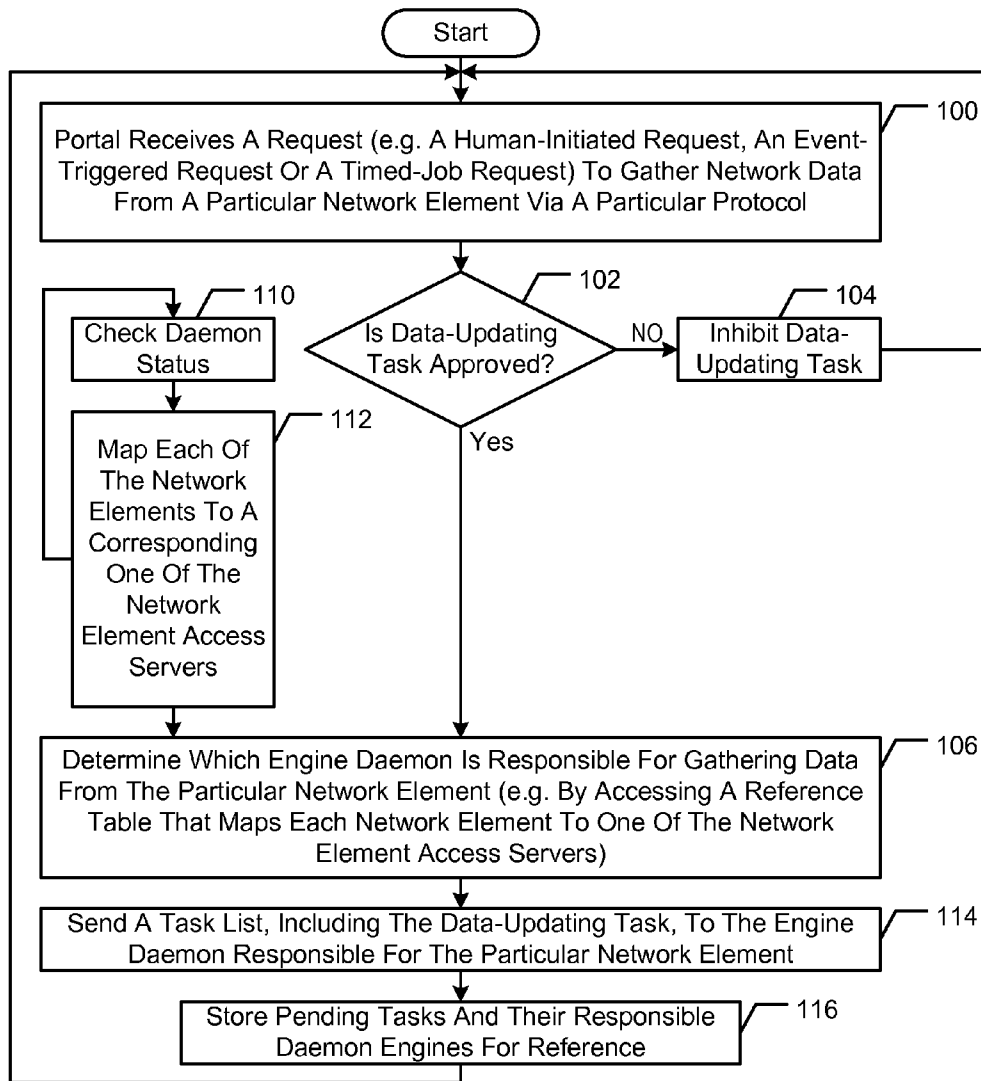 Start
100
Portal Receives A Request (e.g. A Human-Initiated Request, An Event-
Triggered Request Or A Timed-Job Request) To Gather Network Data
From A Particular Network Element Via A Particular Protocol
102
Is Data-Updating
Task Approved?
NO
Yes
104
Inhibit Data-
Updating Task
110
Check Daemon
Status
112
Map Each Of
The Network
Elements To A
Corresponding
One Of The
Network
Element Access
Servers
106
Determine Which Engine Daemon Is Responsible For Gathering Data
From The Particular Network Element (e.g. By Accessing A Reference
Table That Maps Each Network Element To One Of The Network
Element Access Servers)
114
Send A Task List, Including The Data-Updating Task, To The Engine
Daemon Responsible For The Particular Network Element
116
Store Pending Tasks And Their Responsible
Daemon Engines For Reference